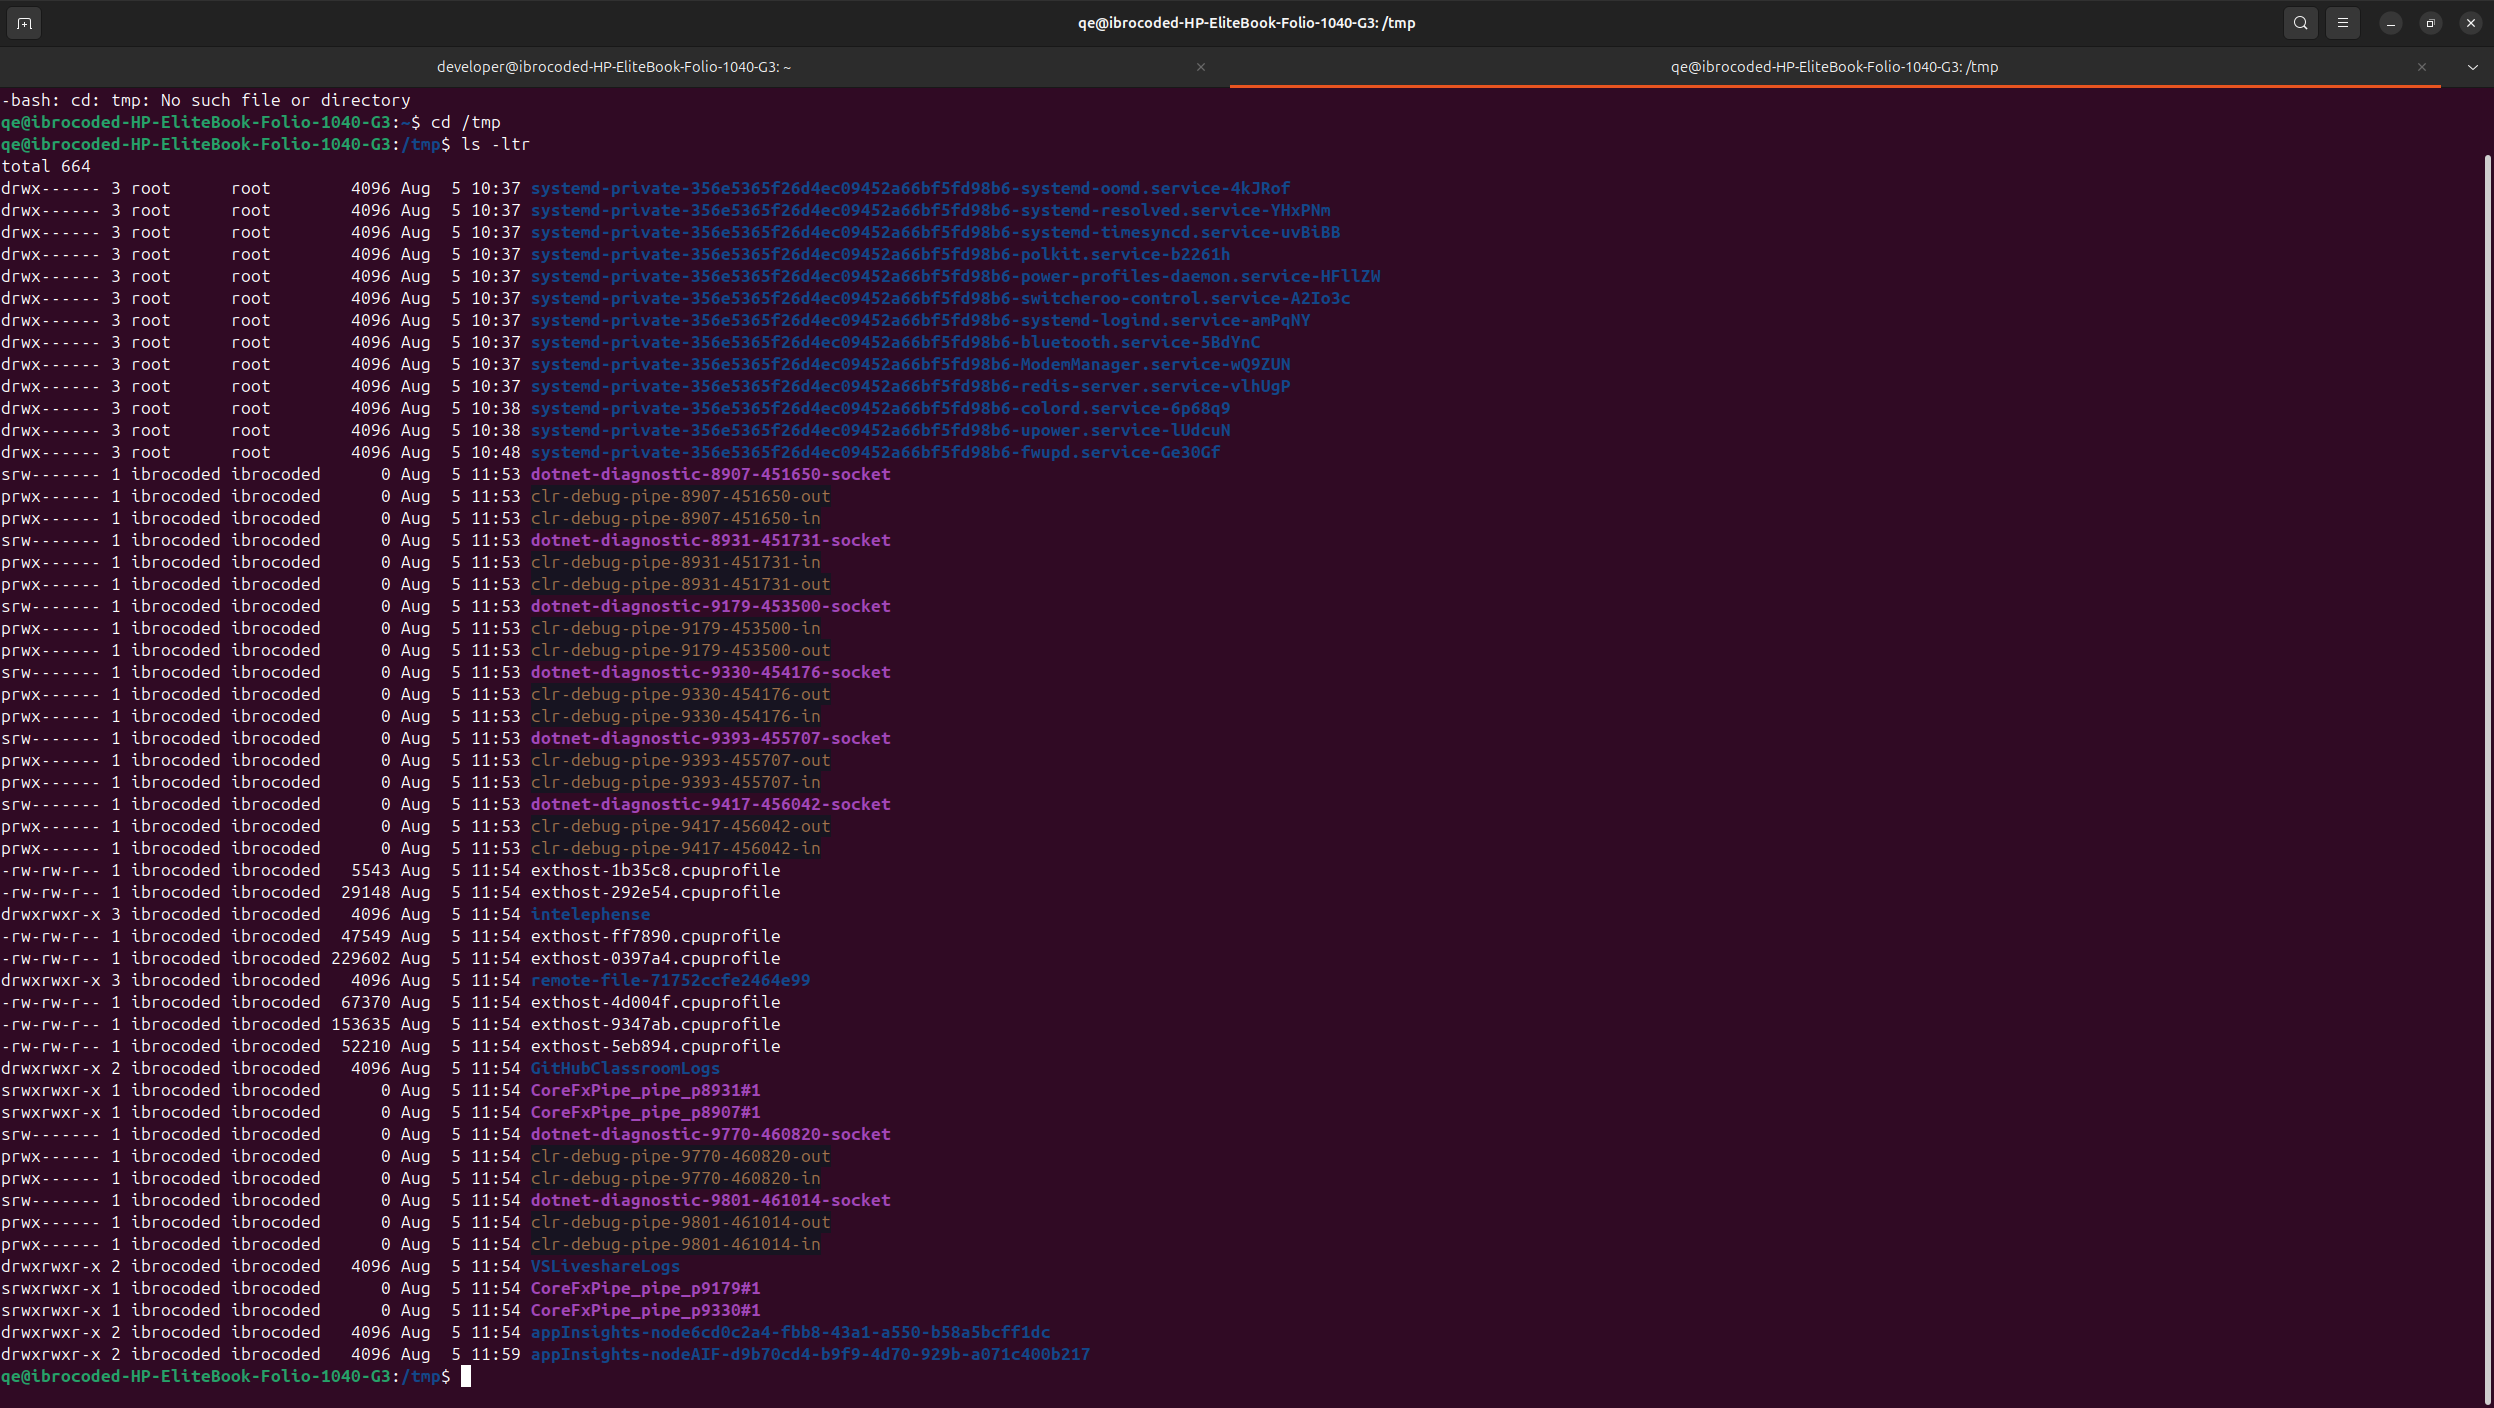 qe@ibrocoded-HP-EliteBook-Folio-1040-G3: /tmp
developer@ibrocoded-HP-EliteBook-Folio-1040-G3: ~
qe@ibrocoded-HP-EliteBook-Folio-1040-G3: /tmp
-bash: cd: tmp: No such file or directory
qe@ibrocoded-HP-EliteBook-Folio-1040-G3:~$ cd /tmp
qe@ibrocoded-HP-EliteBook-Folio-1040-G3:/tmp$ ls -ltr
total 664
drwx------ 3 root      root        4096 Aug  5 10:37 systemd-private-356e5365f26d4ec09452a66bf5fd98b6-systemd-oomd.service-4kJRof
drwx------ 3 root      root        4096 Aug  5 10:37 systemd-private-356e5365f26d4ec09452a66bf5fd98b6-systemd-resolved.service-YHxPNm
drwx------ 3 root      root        4096 Aug  5 10:37 systemd-private-356e5365f26d4ec09452a66bf5fd98b6-systemd-timesyncd.service-uvBiBB
drwx------ 3 root      root        4096 Aug  5 10:37 systemd-private-356e5365f26d4ec09452a66bf5fd98b6-polkit.service-b2261h
drwx------ 3 root      root        4096 Aug  5 10:37 systemd-private-356e5365f26d4ec09452a66bf5fd98b6-power-profiles-daemon.service-HFllZW
drwx------ 3 root      root        4096 Aug  5 10:37 systemd-private-356e5365f26d4ec09452a66bf5fd98b6-switcheroo-control.service-A2Io3c
drwx------ 3 root      root        4096 Aug  5 10:37 systemd-private-356e5365f26d4ec09452a66bf5fd98b6-systemd-logind.service-amPqNY
drwx------ 3 root      root        4096 Aug  5 10:37 systemd-private-356e5365f26d4ec09452a66bf5fd98b6-bluetooth.service-5BdYnC
drwx------ 3 root      root        4096 Aug  5 10:37 systemd-private-356e5365f26d4ec09452a66bf5fd98b6-ModemManager.service-wQ9ZUN
drwx------ 3 root      root        4096 Aug  5 10:37 systemd-private-356e5365f26d4ec09452a66bf5fd98b6-redis-server.service-vlhUgP
drwx------ 3 root      root        4096 Aug  5 10:38 systemd-private-356e5365f26d4ec09452a66bf5fd98b6-colord.service-6p68q9
drwx------ 3 root      root        4096 Aug  5 10:38 systemd-private-356e5365f26d4ec09452a66bf5fd98b6-upower.service-lUdcuN
drwx------ 3 root      root        4096 Aug  5 10:48 systemd-private-356e5365f26d4ec09452a66bf5fd98b6-fwupd.service-Ge30Gf
srw------- 1 ibrocoded ibrocoded      0 Aug  5 11:53 dotnet-diagnostic-8907-451650-socket
prwx------ 1 ibrocoded ibrocoded      0 Aug  5 11:53 clr-debug-pipe-8907-451650-out
prwx------ 1 ibrocoded ibrocoded      0 Aug  5 11:53 clr-debug-pipe-8907-451650-in
srw------- 1 ibrocoded ibrocoded      0 Aug  5 11:53 dotnet-diagnostic-8931-451731-socket
prwx------ 1 ibrocoded ibrocoded      0 Aug  5 11:53 clr-debug-pipe-8931-451731-in
prwx------ 1 ibrocoded ibrocoded      0 Aug  5 11:53 clr-debug-pipe-8931-451731-out
srw------- 1 ibrocoded ibrocoded      0 Aug  5 11:53 dotnet-diagnostic-9179-453500-socket
prwx------ 1 ibrocoded ibrocoded      0 Aug  5 11:53 clr-debug-pipe-9179-453500-in
prwx------ 1 ibrocoded ibrocoded      0 Aug  5 11:53 clr-debug-pipe-9179-453500-out
srw------- 1 ibrocoded ibrocoded      0 Aug  5 11:53 dotnet-diagnostic-9330-454176-socket
prwx------ 1 ibrocoded ibrocoded      0 Aug  5 11:53 clr-debug-pipe-9330-454176-out
prwx------ 1 ibrocoded ibrocoded      0 Aug  5 11:53 clr-debug-pipe-9330-454176-in
srw------- 1 ibrocoded ibrocoded      0 Aug  5 11:53 dotnet-diagnostic-9393-455707-socket
prwx------ 1 ibrocoded ibrocoded      0 Aug  5 11:53 clr-debug-pipe-9393-455707-out
prwx------ 1 ibrocoded ibrocoded      0 Aug  5 11:53 clr-debug-pipe-9393-455707-in
srw------- 1 ibrocoded ibrocoded      0 Aug  5 11:53 dotnet-diagnostic-9417-456042-socket
prwx------ 1 ibrocoded ibrocoded      0 Aug  5 11:53 clr-debug-pipe-9417-456042-out
prwx------ 1 ibrocoded ibrocoded      0 Aug  5 11:53 clr-debug-pipe-9417-456042-in
-rw-rw-r-- 1 ibrocoded ibrocoded   5543 Aug  5 11:54 exthost-1b35c8.cpuprofile
-rw-rw-r-- 1 ibrocoded ibrocoded  29148 Aug  5 11:54 exthost-292e54.cpuprofile
drwxrwxr-x 3 ibrocoded ibrocoded   4096 Aug  5 11:54 intelephense
-rw-rw-r-- 1 ibrocoded ibrocoded  47549 Aug  5 11:54 exthost-ff7890.cpuprofile
-rw-rw-r-- 1 ibrocoded ibrocoded 229602 Aug  5 11:54 exthost-0397a4.cpuprofile
drwxrwxr-x 3 ibrocoded ibrocoded   4096 Aug  5 11:54 remote-file-71752ccfe2464e99
-rw-rw-r-- 1 ibrocoded ibrocoded  67370 Aug  5 11:54 exthost-4d004f.cpuprofile
-rw-rw-r-- 1 ibrocoded ibrocoded 153635 Aug  5 11:54 exthost-9347ab.cpuprofile
-rw-rw-r-- 1 ibrocoded ibrocoded  52210 Aug  5 11:54 exthost-5eb894.cpuprofile
drwxrwxr-x 2 ibrocoded ibrocoded   4096 Aug  5 11:54 GitHubClassroomLogs
srwxrwxr-x 1 ibrocoded ibrocoded      0 Aug  5 11:54 CoreFxPipe_pipe_p8931#1
srwxrwxr-x 1 ibrocoded ibrocoded      0 Aug  5 11:54 CoreFxPipe_pipe_p8907#1
srw------- 1 ibrocoded ibrocoded      0 Aug  5 11:54 dotnet-diagnostic-9770-460820-socket
prwx------ 1 ibrocoded ibrocoded      0 Aug  5 11:54 clr-debug-pipe-9770-460820-out
prwx------ 1 ibrocoded ibrocoded      0 Aug  5 11:54 clr-debug-pipe-9770-460820-in
srw------- 1 ibrocoded ibrocoded      0 Aug  5 11:54 dotnet-diagnostic-9801-461014-socket
prwx------ 1 ibrocoded ibrocoded      0 Aug  5 11:54 clr-debug-pipe-9801-461014-out
prwx------ 1 ibrocoded ibrocoded      0 Aug  5 11:54 clr-debug-pipe-9801-461014-in
drwxrwxr-x 2 ibrocoded ibrocoded   4096 Aug  5 11:54 VSLiveshareLogs
srwxrwxr-x 1 ibrocoded ibrocoded      0 Aug  5 11:54 CoreFxPipe_pipe_p9179#1
srwxrwxr-x 1 ibrocoded ibrocoded      0 Aug  5 11:54 CoreFxPipe_pipe_p9330#1
drwxrwxr-x 2 ibrocoded ibrocoded   4096 Aug  5 11:54 appInsights-node6cd0c2a4-fbb8-43a1-a550-b58a5bcff1dc
drwxrwxr-x 2 ibrocoded ibrocoded   4096 Aug  5 11:59 appInsights-nodeAIF-d9b70cd4-b9f9-4d70-929b-a071c400b217
qe@ibrocoded-HP-EliteBook-Folio-1040-G3:/tmp$